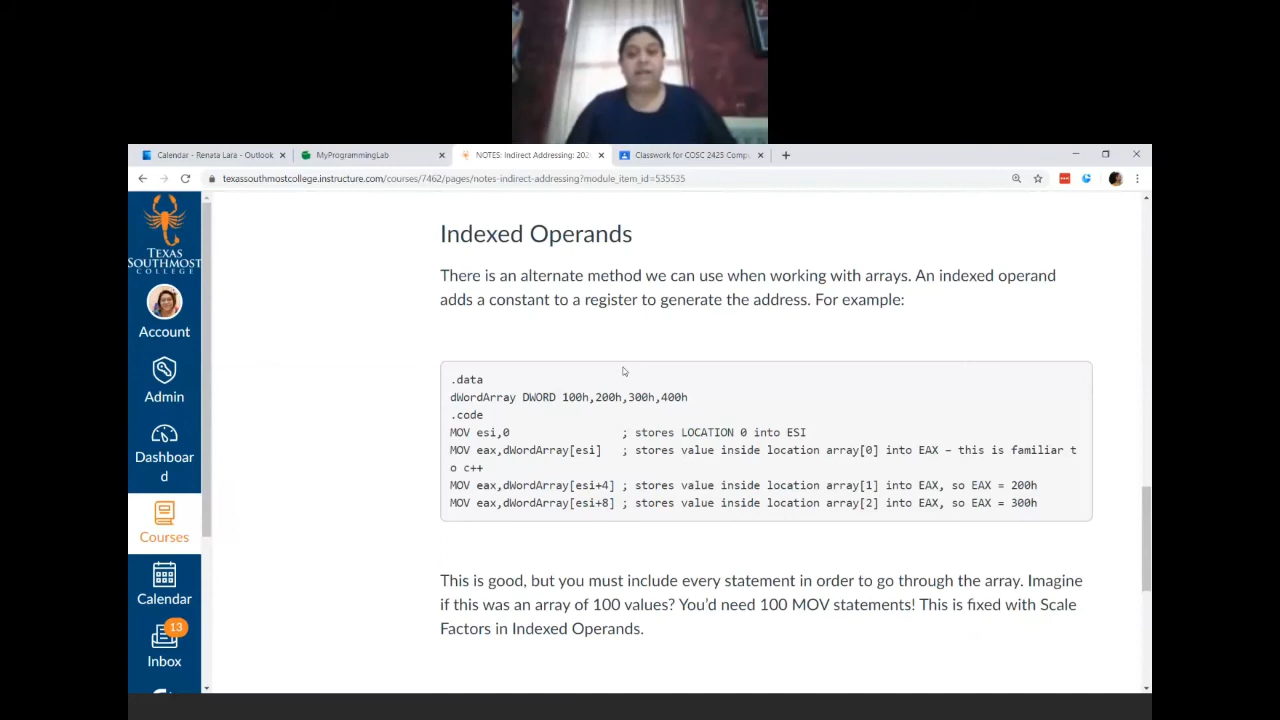 Calendar - Renata Lara - Outlook
MyProgrammingLab
NOTES: Indirect Addressing: 202
Classwork for COSC 2425 Comp
texassouthmostcollege.instructure.com/courses/7462/pages/notes-indirect-addressing?module_item_id=535535
TEXAS
SOUTHMOST
COLLEGE
Account
Admin
Dashboar
d
Courses
Calendar
13
Inbox
Indexed Operands
There is an alternate method we can use when working with arrays. An indexed operand
adds a constant to a register to generate the address. For example:
.data
dWordArray DWORD 100h,200h,300h,400h
.code
MOV esi,0 ; stores LOCATION 0 into ESI
MOV eax,dWordArray[esi] ; stores value inside location array[0] into EAX – this is familiar t
o c++
MOV eax,dWordArray[esi+4] ; stores value inside location array[1] into EAX, so EAX = 200h
MOV eax,dWordArray[esi+8] ; stores value inside location array[2] into EAX, so EAX = 300h
This is good, but you must include every statement in order to go through the array. Imagine
if this was an array of 100 values? You'd need 100 MOV statements! This is fixed with Scale
Factors in Indexed Operands.